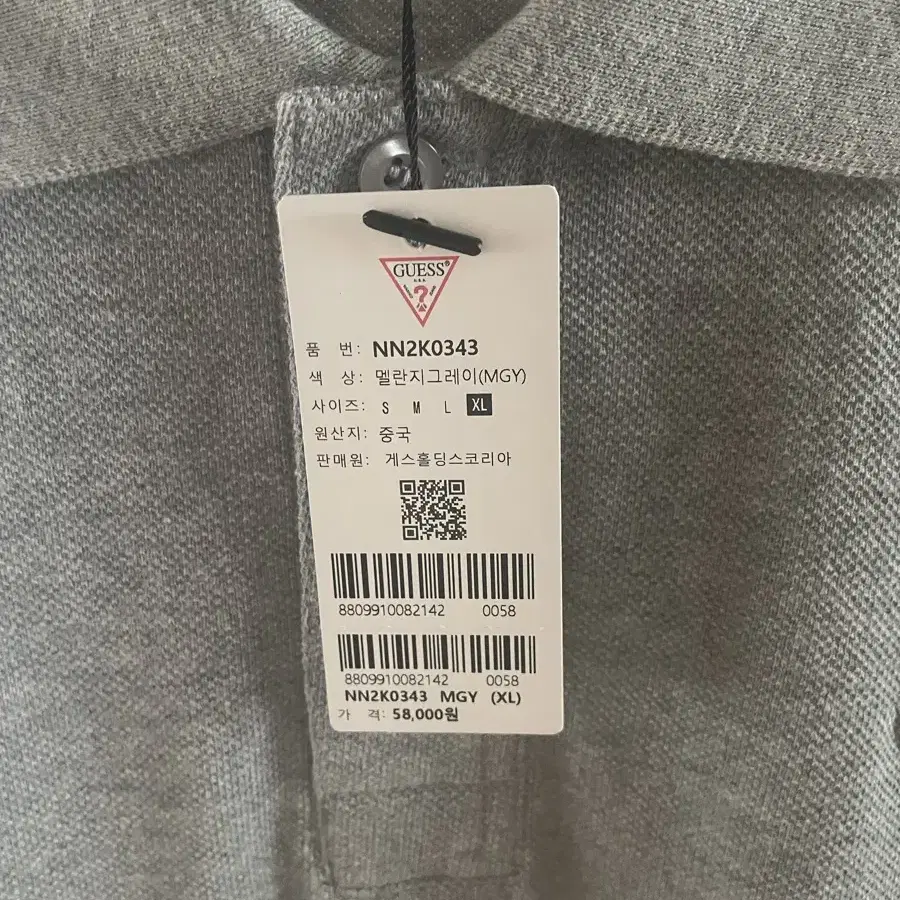 GUESS®
?
품 번: NN2K0343
색 상: 멜란지그레이(MGY)
사이즈: S M L XL
원산지: 중국
판매원: 게스홀딩스코리아
8809910082142 0058
8809910082142 0058
NN2K0343 MGY (XL)
가 격: 58,000원